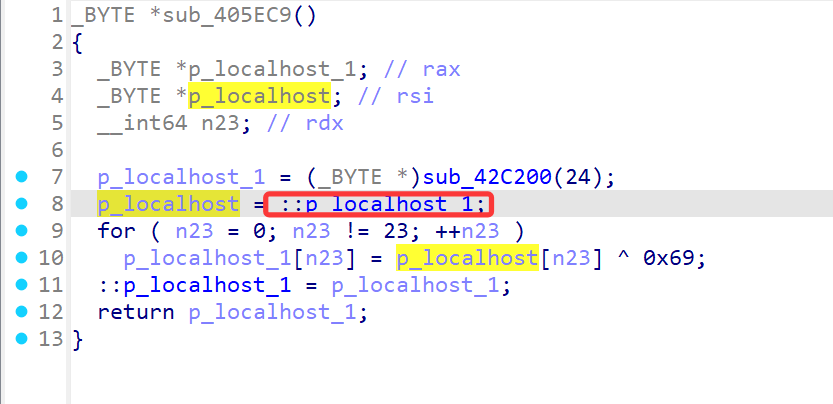 1 _BYTE *sub_405EC9()
2 {
3   _BYTE *p_localhost_1; // rax
4   _BYTE *p_localhost; // rsi
5   __int64 n23; // rdx
6
7   p_localhost_1 = (_BYTE *)sub_42C200(24);
8   p_localhost = ::p_localhost_1;
9   for ( n23 = 0; n23 != 23; ++n23 )
10     p_localhost_1[n23] = p_localhost[n23] ^ 0x69;
11   ::p_localhost_1 = p_localhost_1;
12   return p_localhost_1;
13 }